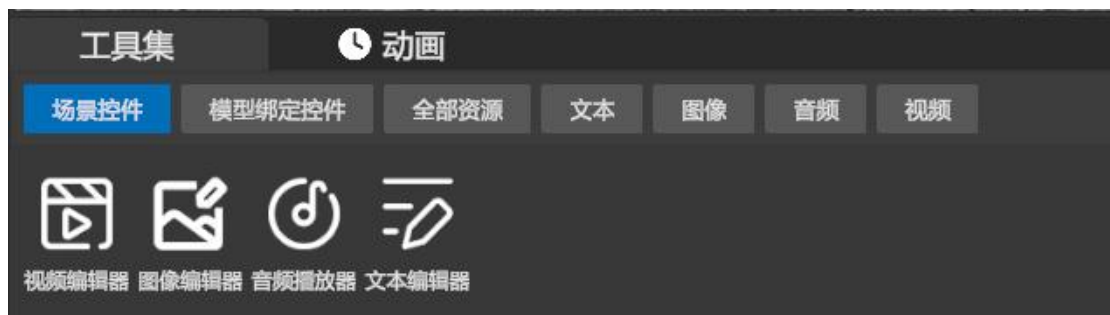 工具集 动画
场景控件 模型绑定控件 全部资源 文本 图像 音频 视频
视频编辑器 图像编辑器 音频播放器 文本编辑器